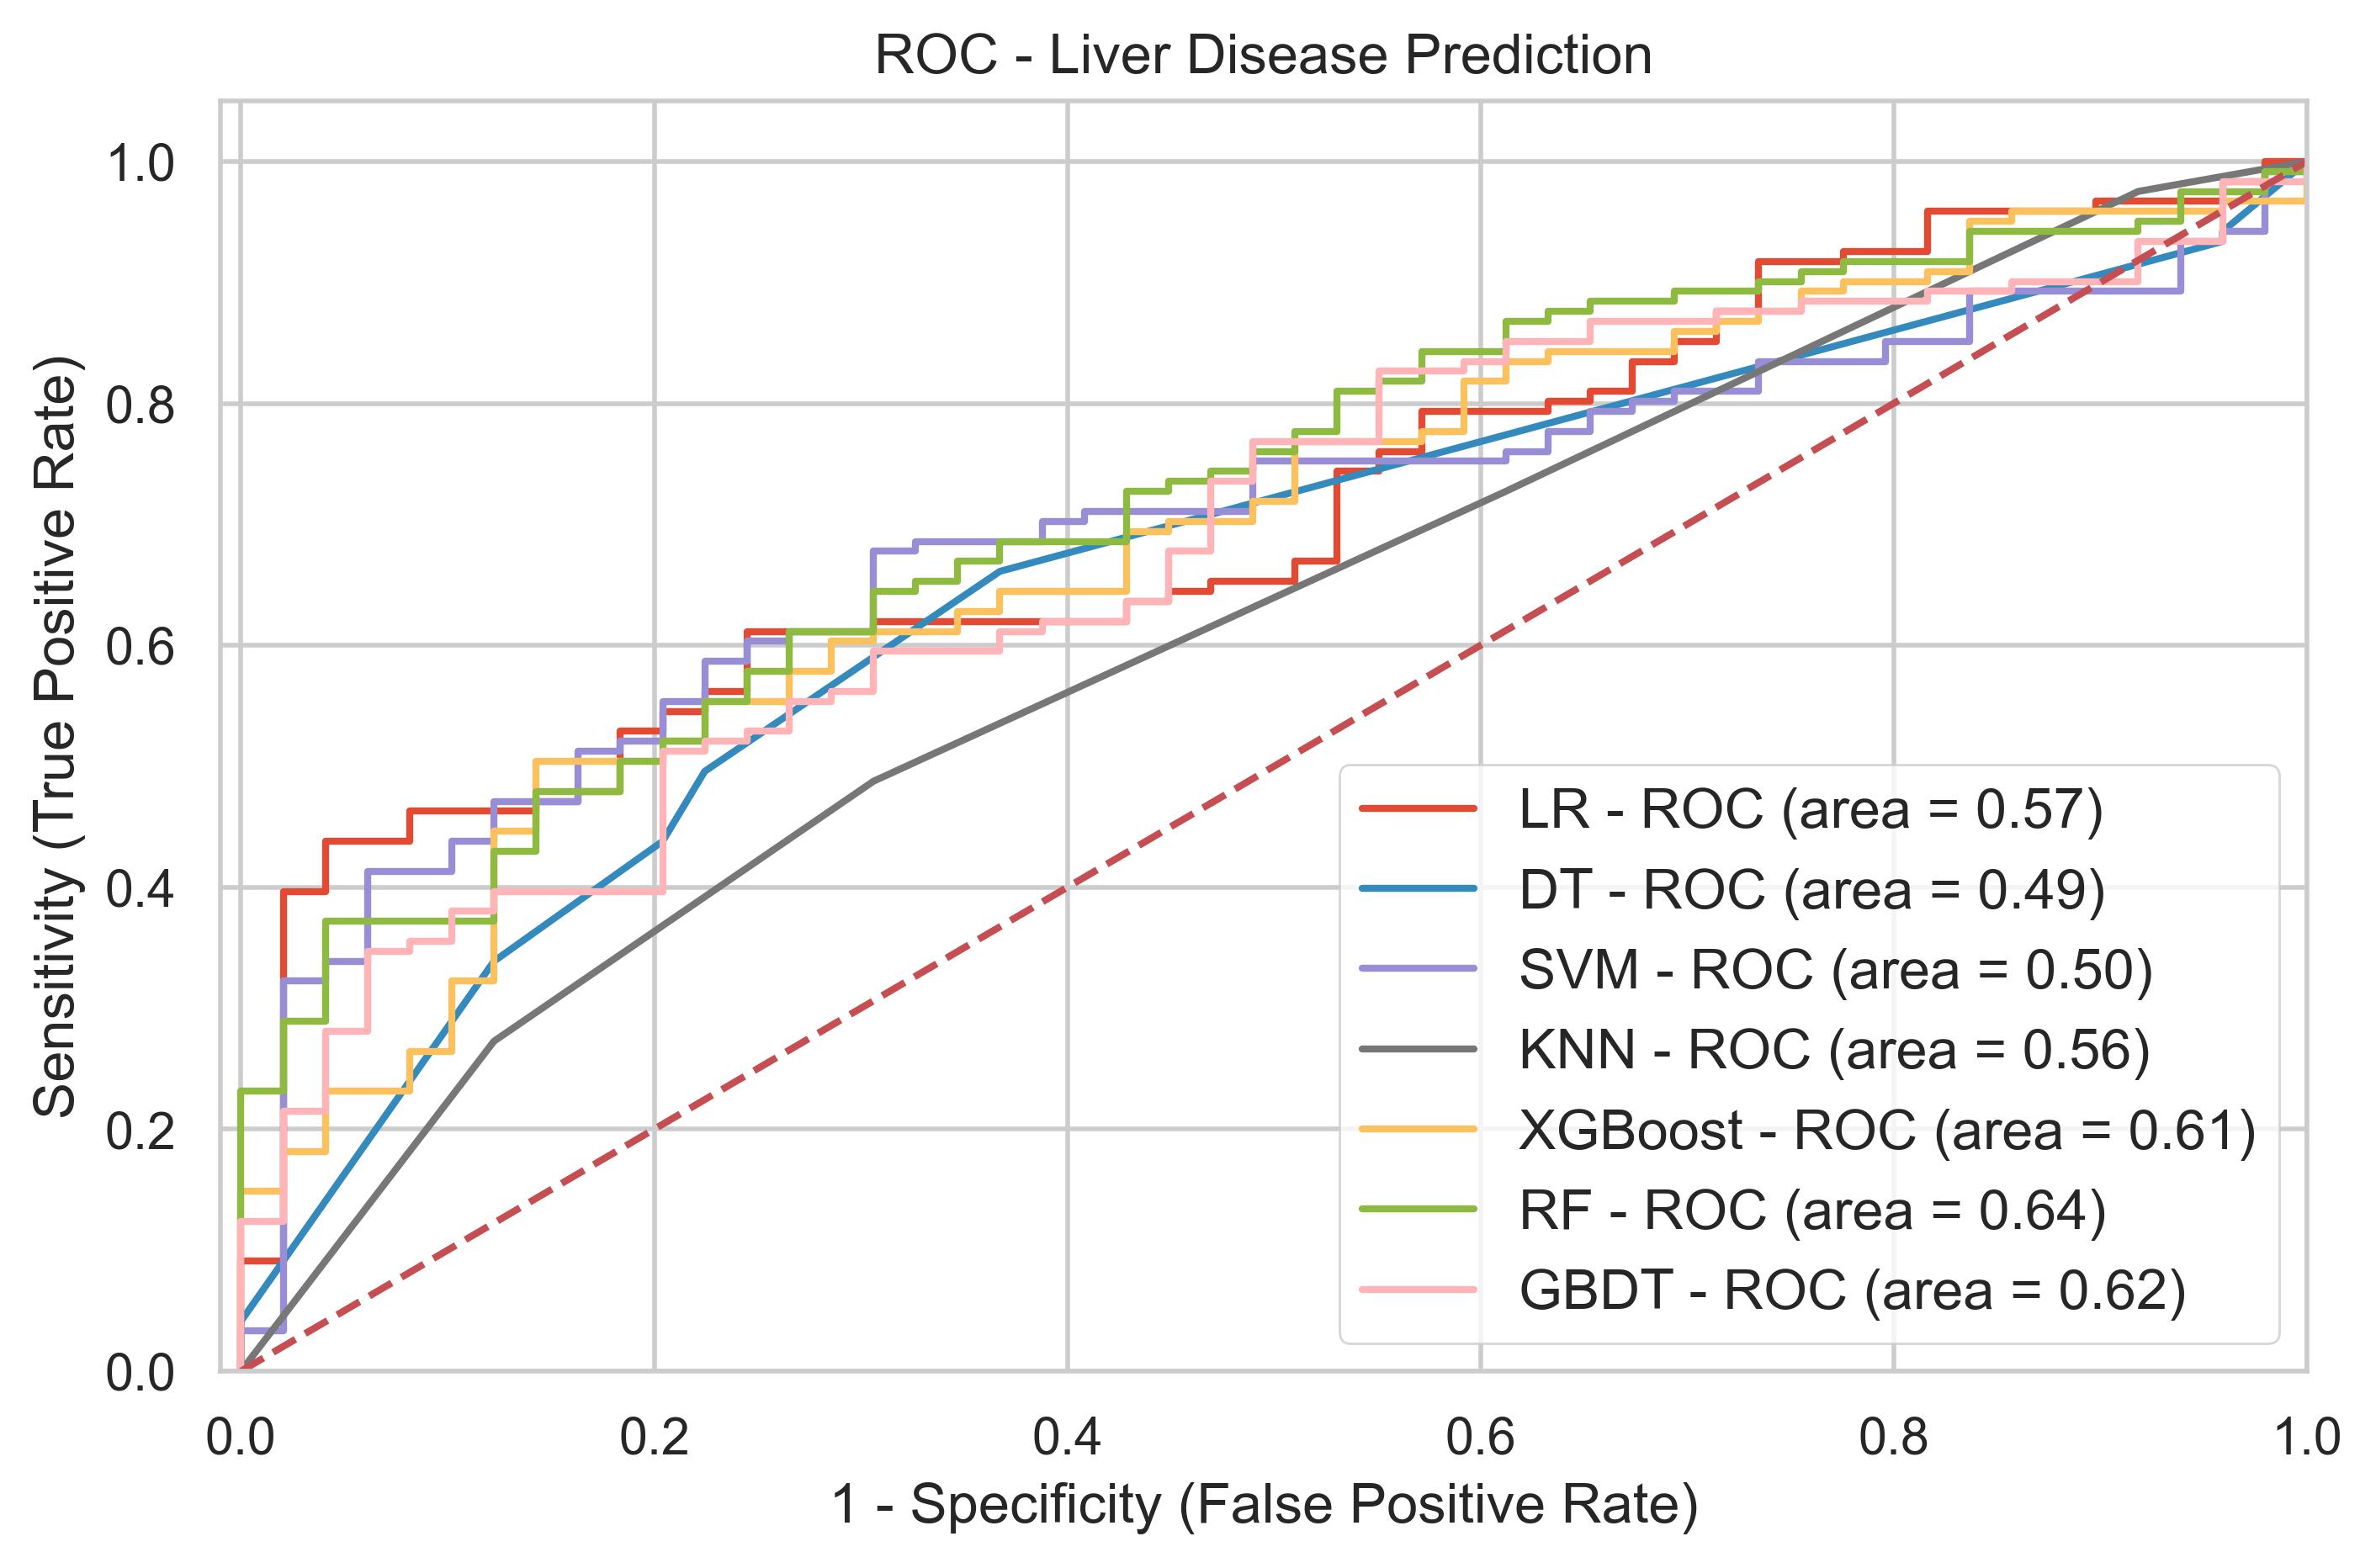 ROC - Liver Disease Prediction
Sensitivity (True Positive Rate)
1.0
0.8
0.6
0.4
0.2
0.0
LR - ROC (area = 0.57)
DT - ROC (area = 0.49)
SVM - ROC (area = 0.50)
KNN - ROC (area = 0.56)
XGBoost - ROC (area = 0.61)
RF - ROC (area = 0.64)
GBDT - ROC (area = 0.62)
0.0 0.2 0.4 0.6 0.8 1.0
1 - Specificity (False Positive Rate)